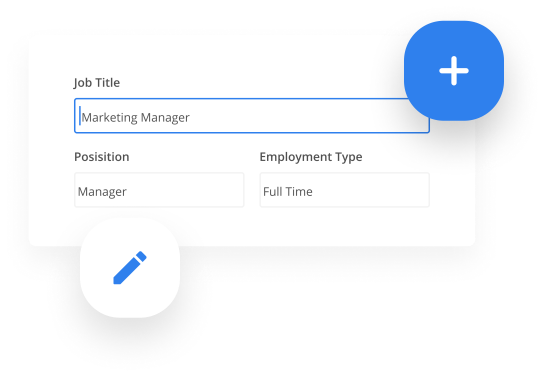 Job Title
Marketing Manager
Posisition Employment Type
Manager Full Time